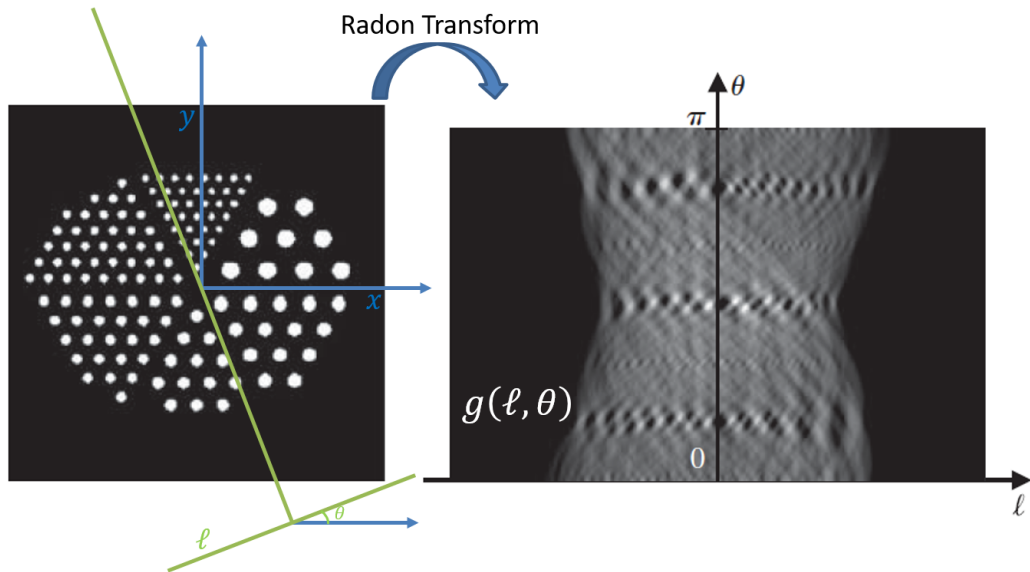 Radon Transform
y
x
θ
ℓ
θ
π
g(ℓ, θ)
0
ℓ